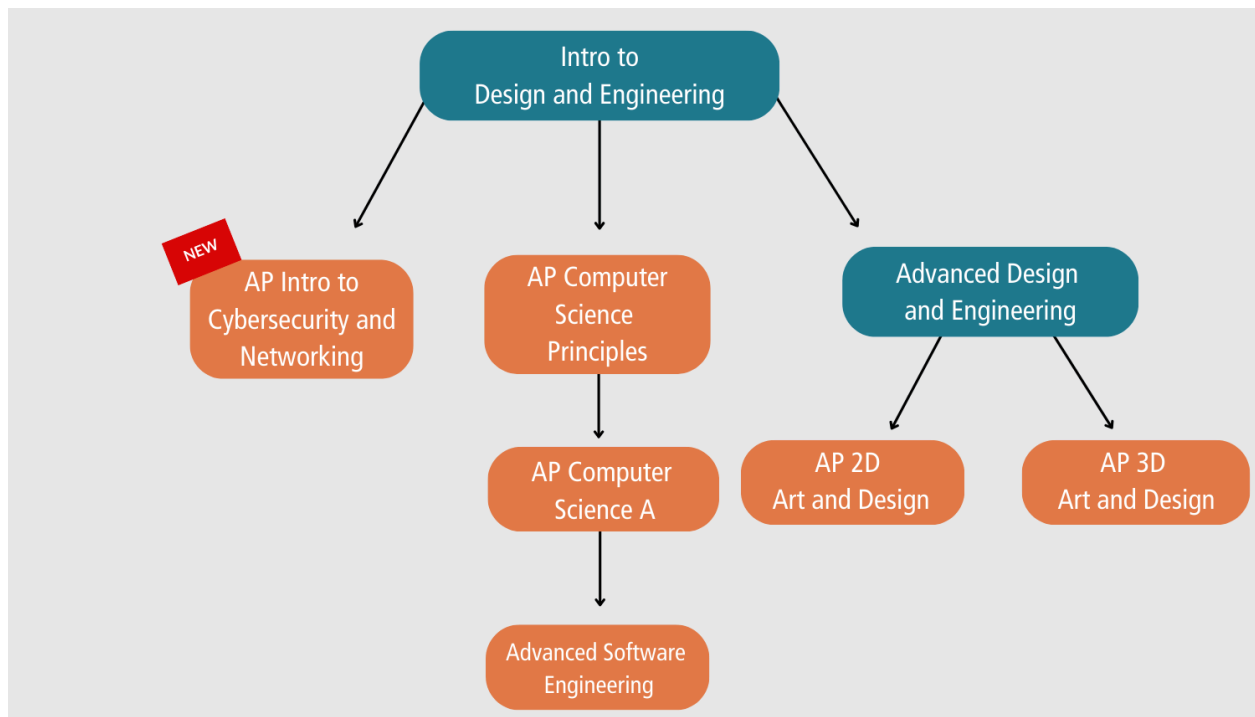 Intro to
Design and Engineering
NEW
AP Intro to
Cybersecurity and
Networking
AP Computer
Science
Principles
Advanced Design
and Engineering
AP Computer
Science A
AP 2D
Art and Design
AP 3D
Art and Design
Advanced Software
Engineering